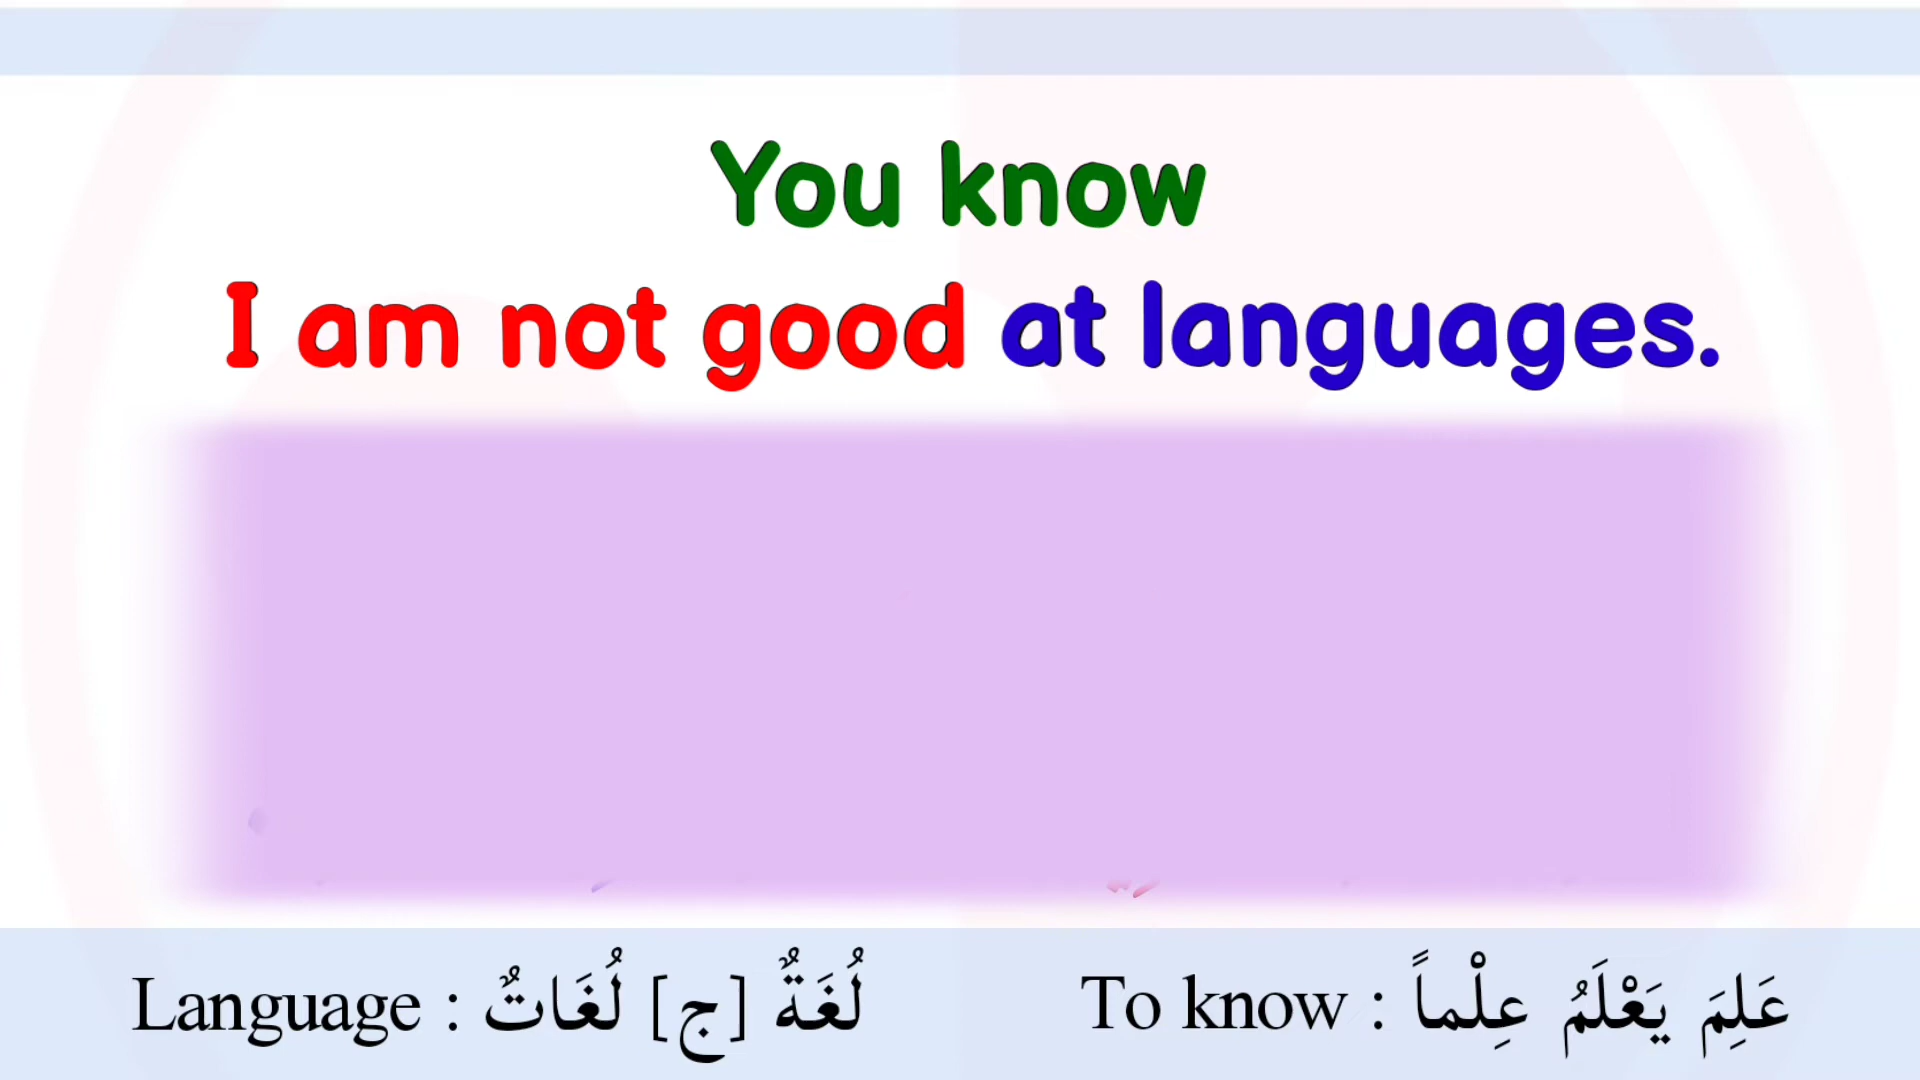 You know
I am not good at languages.
Language : لُغَةٌ [ج] لُغَاتٌ
To know : عَلِمَ يَعْلَمُ عِلْماً